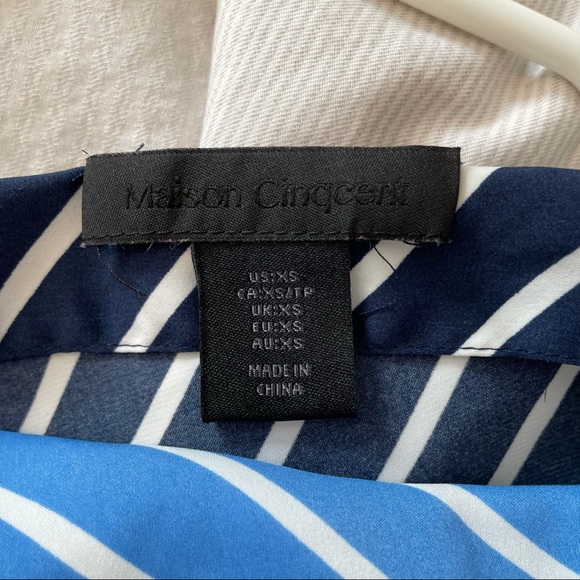 Maison Cinqcent
US:XS
CA:XS/TP
UK:XS
EU:XS
AU:XS
MADE IN
CHINA